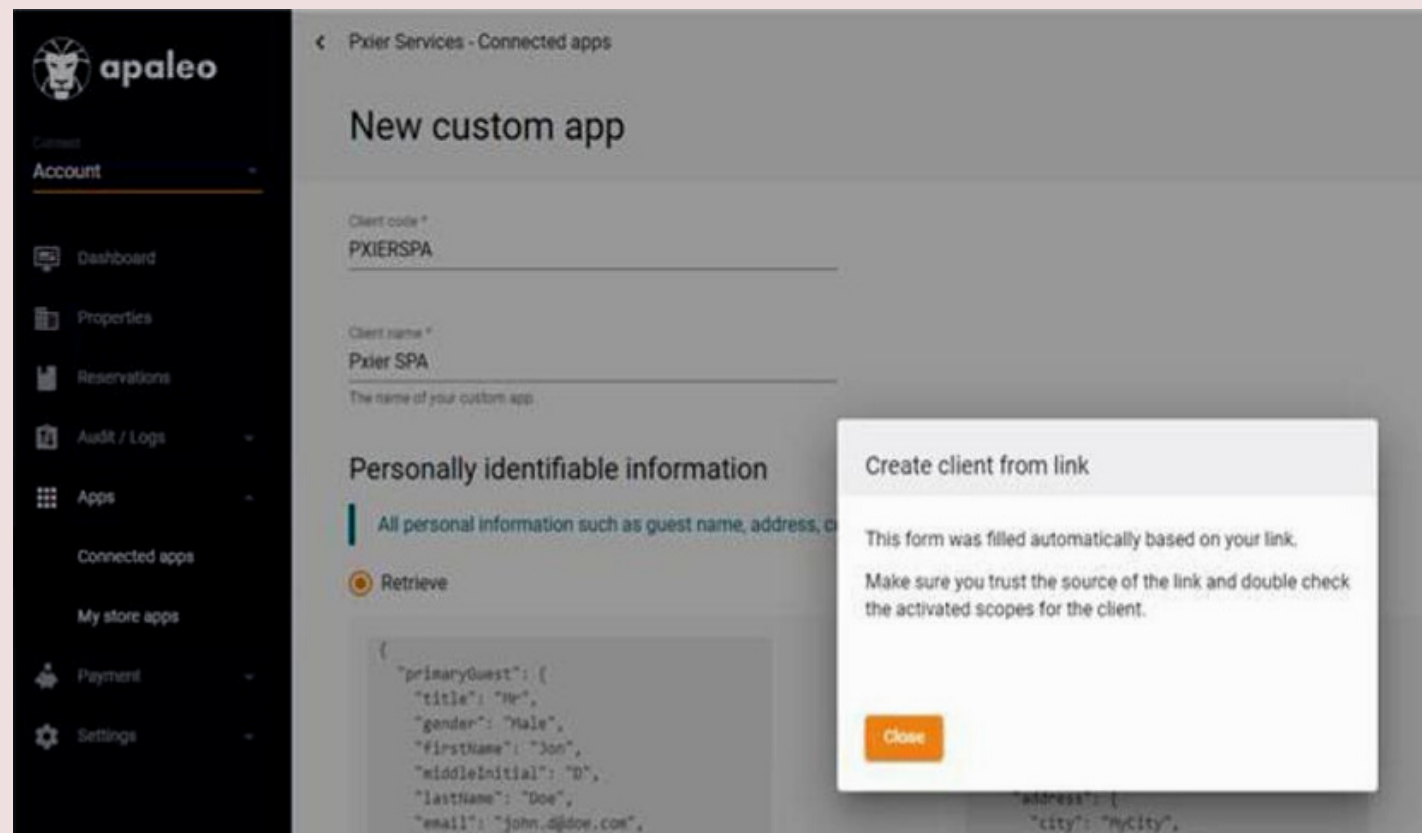 apaleo
Context
Account
Dashboard
Properties
Reservations
Audit / Logs
Apps
Connected apps
My store apps
Payment
Settings
Pxier Services - Connected apps
New custom app
Client code *
PXIERSPA
Client name *
Pxier SPA
The name of your custom app
Personally identifiable information
All personal information such as guest name, address,
Retrieve
{
"primaryGuest": {
"title": "Mr",
"gender": "Male",
"firstName": "Jon",
"middleInitial": "D",
"lastName": "Doe",
"email": "john.d@doe.com",
Create client from link
This form was filled automatically based on your link.
Make sure you trust the source of the link and double check
the activated scopes for the client.
Close
"address": {
"city": "MyCity",